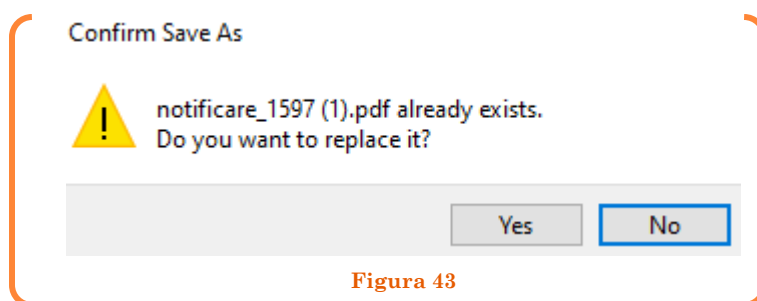 Confirm Save As
notificare_1597 (1).pdf already exists.
Do you want to replace it?
Yes
No
Figura 43